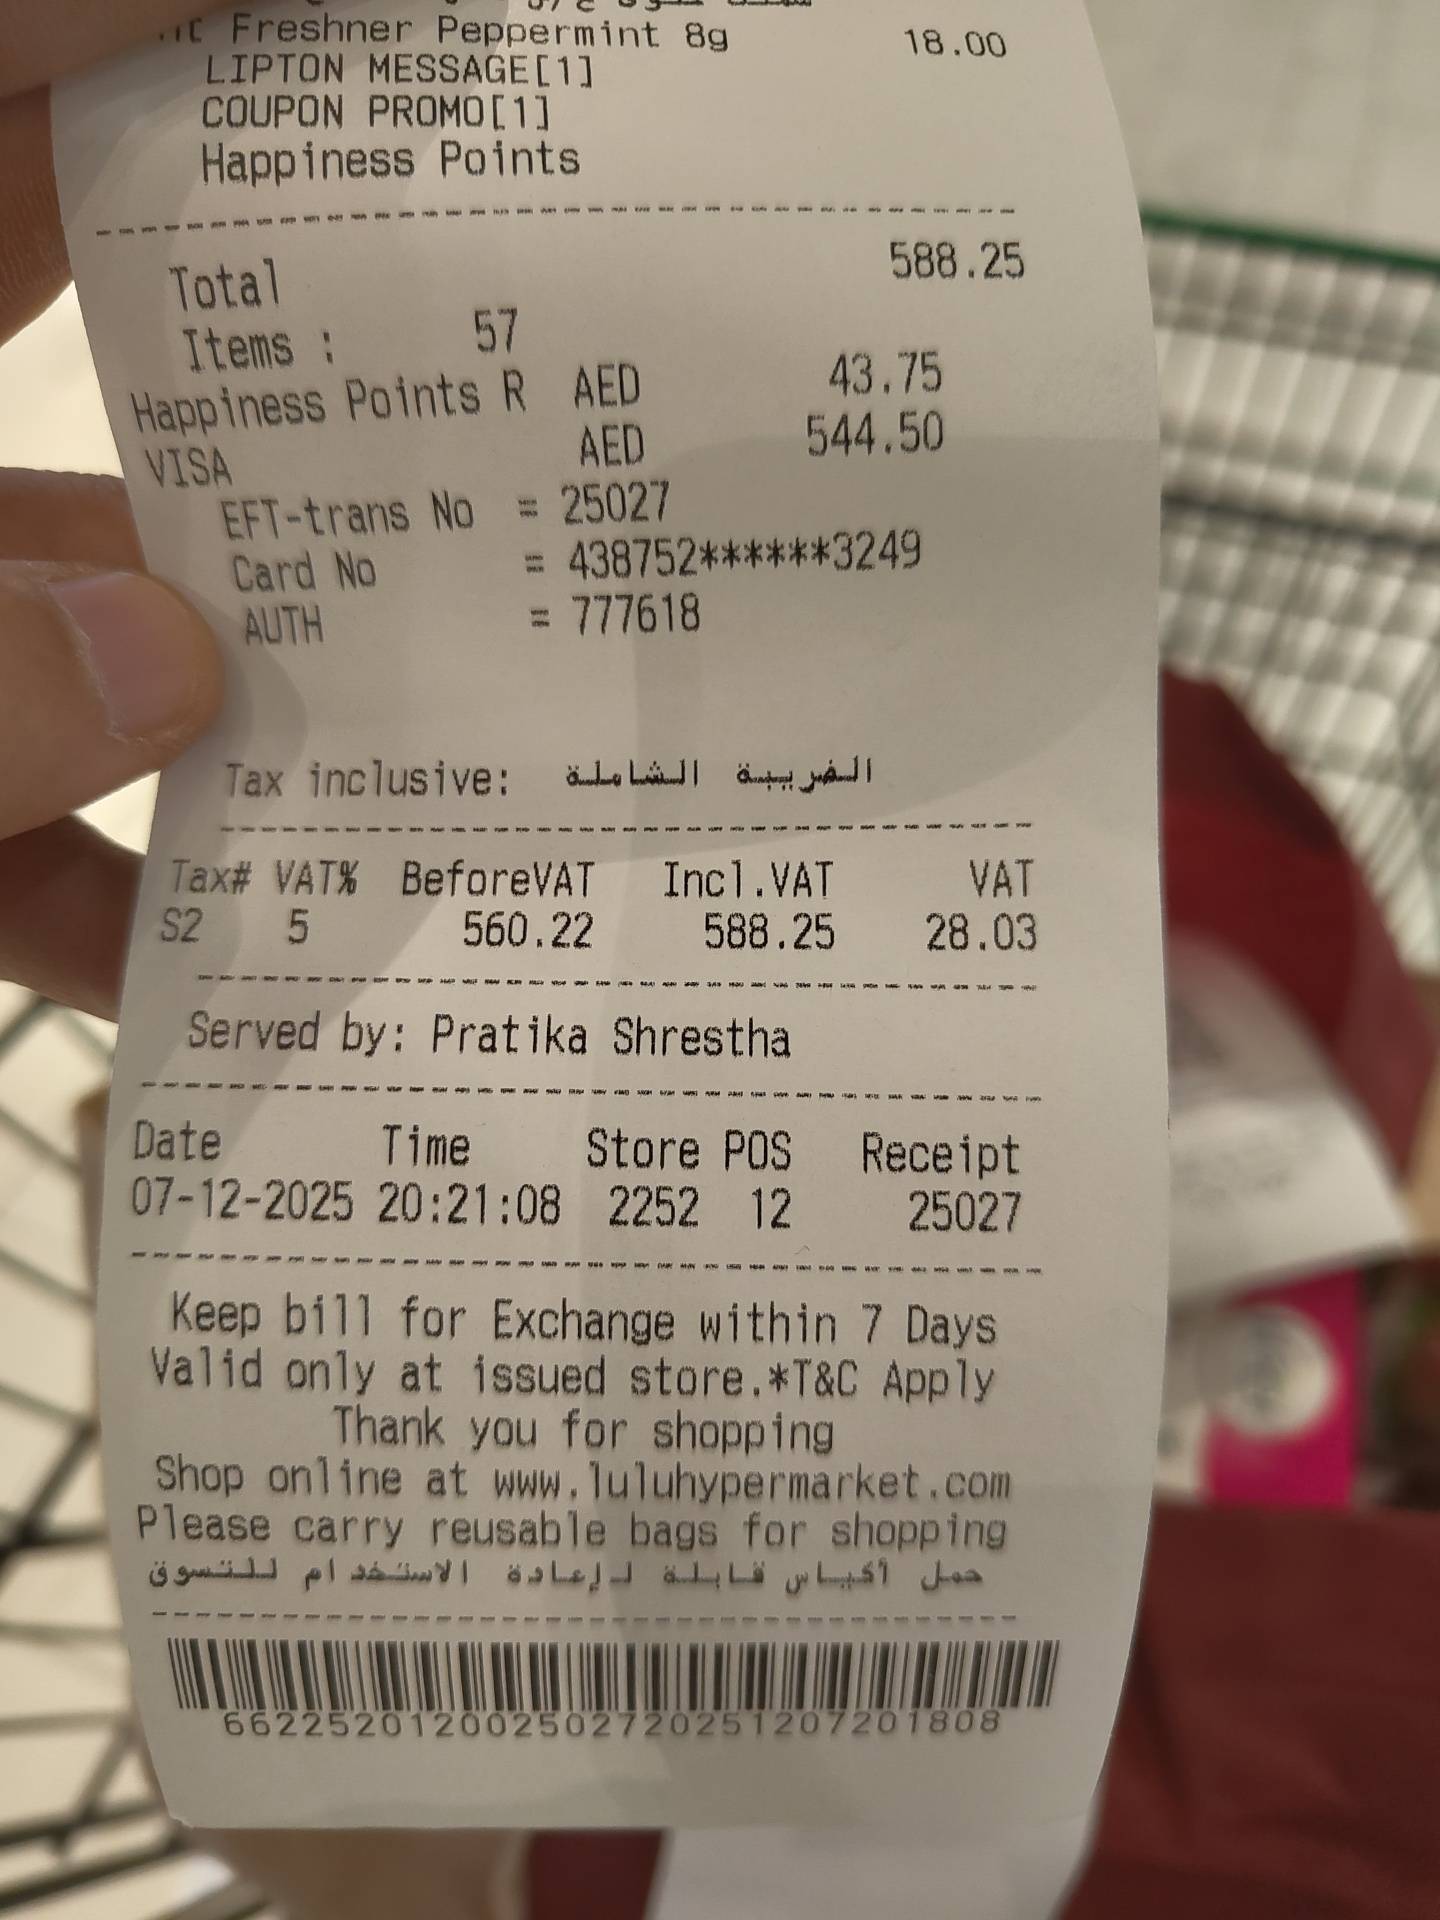 Freshner Peppermint 8g 18.00
LIPTON MESSAGE[1]
COUPON PROMO[1]
Happiness Points
Total 588.25
Items : 57
Happiness Points R AED 43.75
VISA AED 544.50
EFT-trans No = 25027
Card No = 438752******3249
AUTH = 777618
Tax inclusive: الضريبة الشاملة
Tax# VAT% BeforeVAT Incl.VAT VAT
S2 5 560.22 588.25 28.03
Served by: Pratika Shrestha
Date Time Store POS Receipt
07-12-2025 20:21:08 2252 12 25027
Keep bill for Exchange within 7 Days
Valid only at issued store.*T&C Apply
Thank you for shopping
Shop online at www.luluhypermarket.com
Please carry reusable bags for shopping
حمل أكياس قابلة لإعادة الاستخدام للتسوق
662252012002502720251207201808